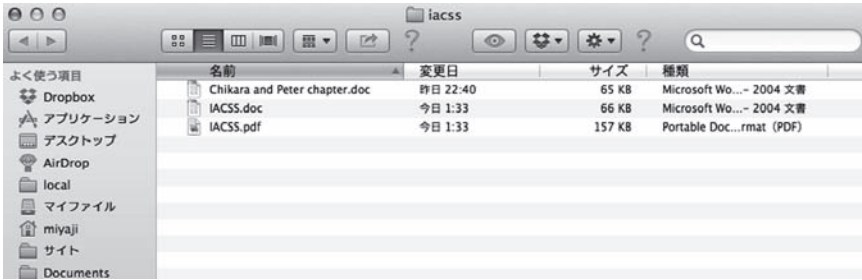 iacss
? ?
よく使う項目
Dropbox
アプリケーション
デスクトップ
AirDrop
local
マイファイル
miyaji
サイト
Documents
名前 変更日 サイズ 種類
Chikara and Peter chapter.doc 昨日 22:40 65 KB Microsoft Wo...– 2004 文書
IACSS.doc 今日 1:33 66 KB Microsoft Wo...– 2004 文書
IACSS.pdf 今日 1:33 157 KB Portable Doc...rmat (PDF)